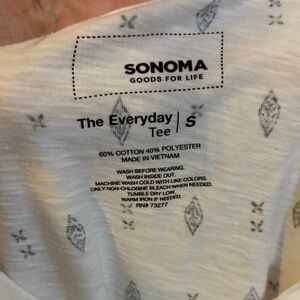 SONOMA
GOODS FOR LIFE
The Everyday Tee | S
60% COTTON 40% POLYESTER
MADE IN VIETNAM
WASH BEFORE WEARING.
WASH INSIDE OUT.
MACHINE WASH COLD WITH LIKE COLORS.
ONLY NON-CHLORINE BLEACH WHEN NEEDED.
TUMBLE DRY LOW.
WARM IRON IF NEEDED.
RN# 73277